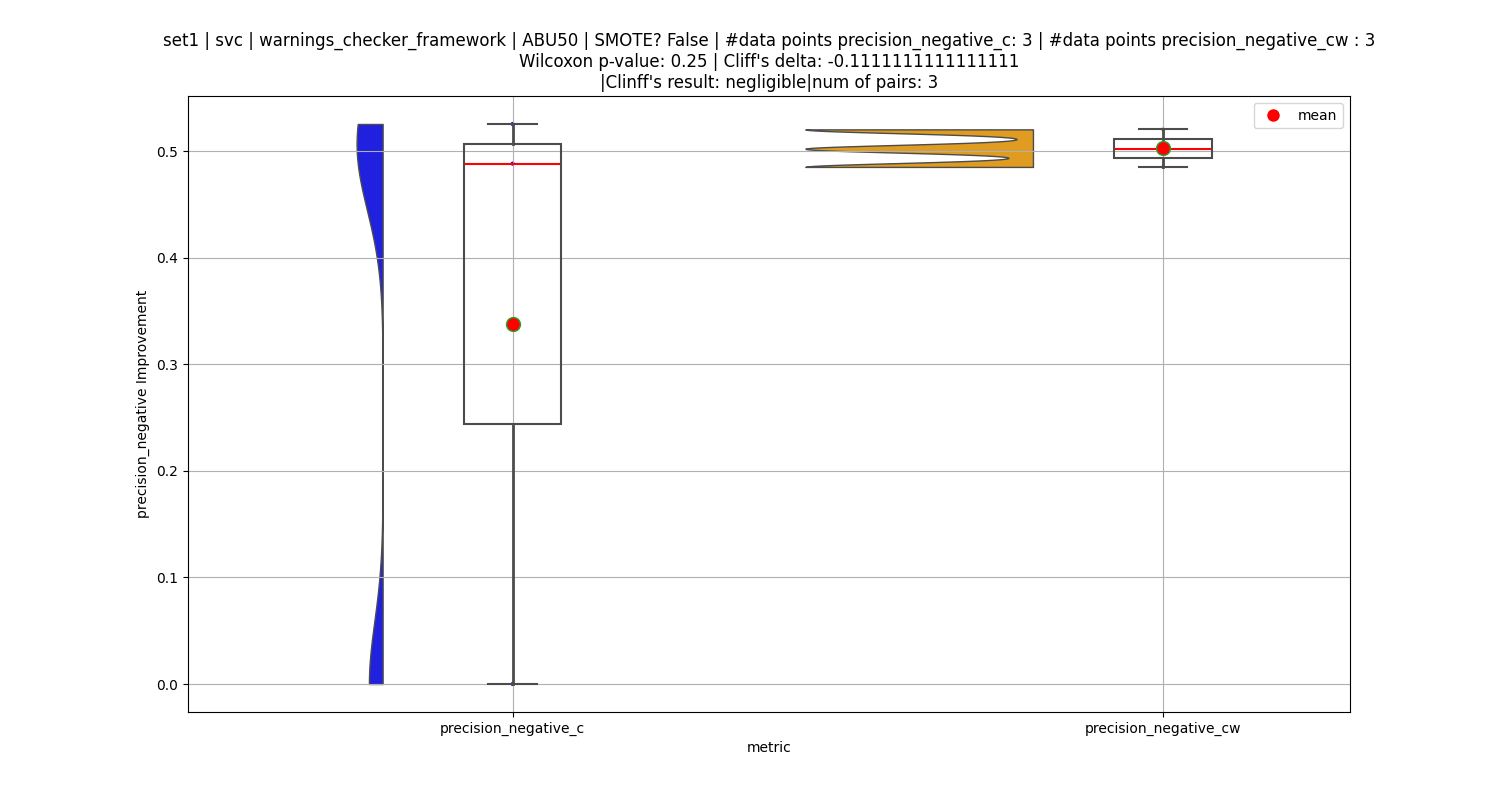 set1 | svc | warnings_checker_framework | ABU50 | SMOTE? False | #data points precision_negative_c: 3 | #data points precision_negative_cw : 3
Wilcoxon p-value: 0.25 | Cliff's delta: -0.1111111111111111
|Clinff's result: negligible|num of pairs: 3
mean
0.5
0.4
0.3
0.2
0.1
0.0
precision_negative Improvement
precision_negative_c
precision_negative_cw
metric